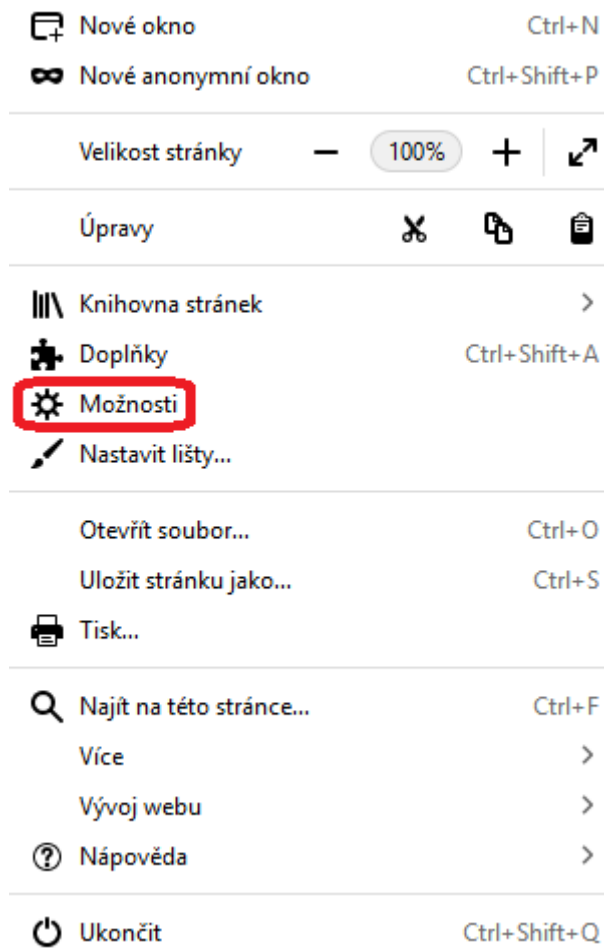 Nové okno Ctrl+N
Nové anonymní okno Ctrl+Shift+P
Velikost stránky 100%
Úpravy
Knihovna stránek
Doplňky Ctrl+Shift+A
Možnosti
Nastavit lišty...
Otevřít soubor... Ctrl+O
Uložit stránku jako... Ctrl+S
Tisk...
Najít na této stránce... Ctrl+F
Více
Vývoj webu
Nápověda
Ukončit Ctrl+Shift+Q